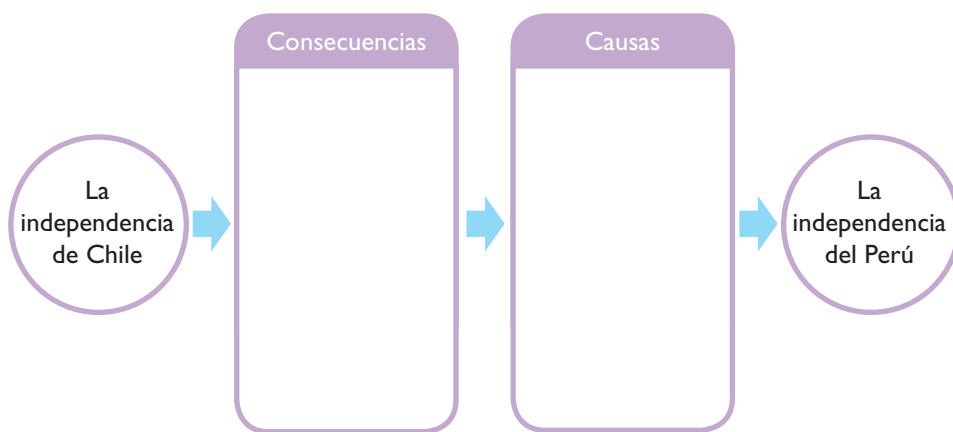 Consecuencias
Causas
La
independencia
de Chile
La
independencia
del Perú